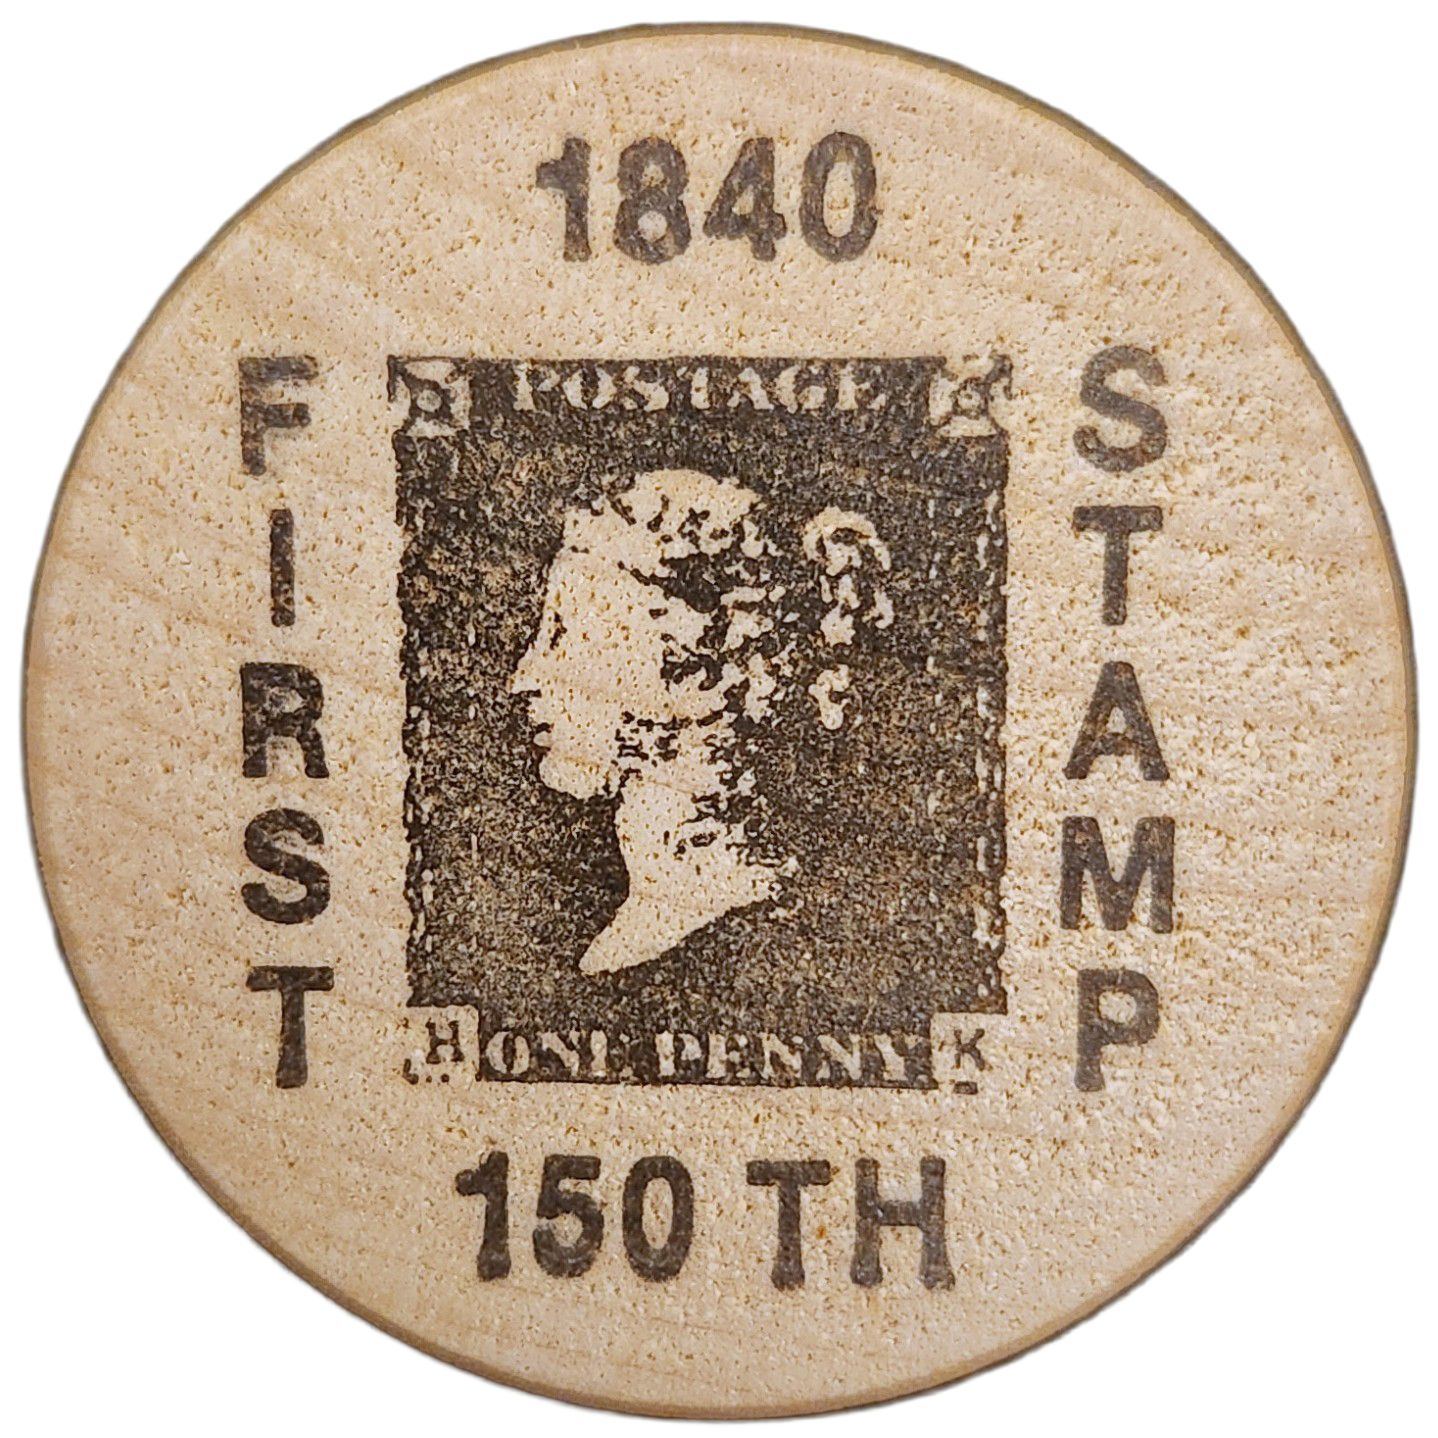 1840
FIRST
POSTAGE
H ONE PENNY K
STAMP
150 TH